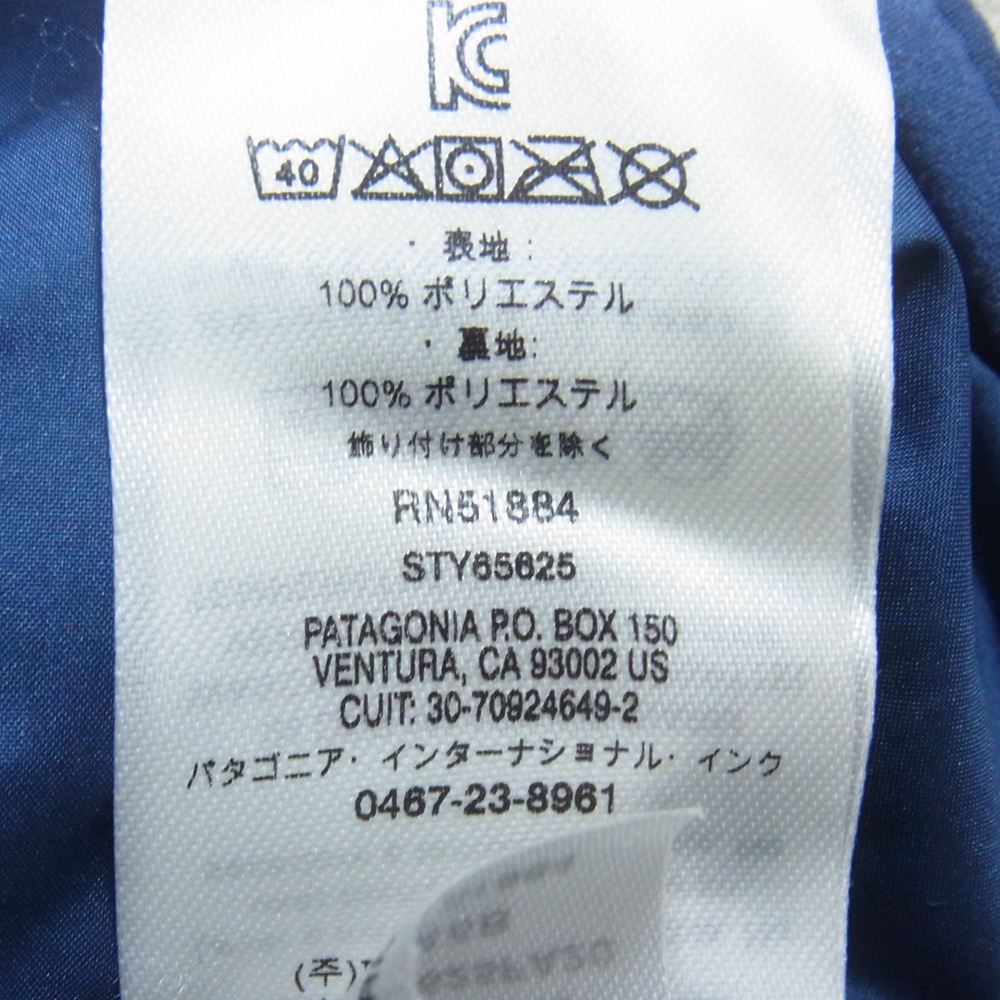 KC
40
・ 表地 :
100% ポリエステル
・ 裏地:
100% ポリエステル
飾り付け部分を除く
RN51884
STY65625
PATAGONIA P.O. BOX 150
VENTURA, CA 93002 US
CUIT: 30-70924649-2
パタゴニア・インターナショナル・インク
0467-23-8961
(주)